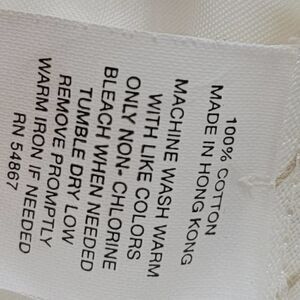 100% COTTON
MADE IN HONG KONG
MACHINE WASH WARM
WITH LIKE COLORS
ONLY NON- CHLORINE
BLEACH WHEN NEEDED
TUMBLE DRY LOW
REMOVE PROMPTLY
WARM IRON IF NEEDED
RN 54867